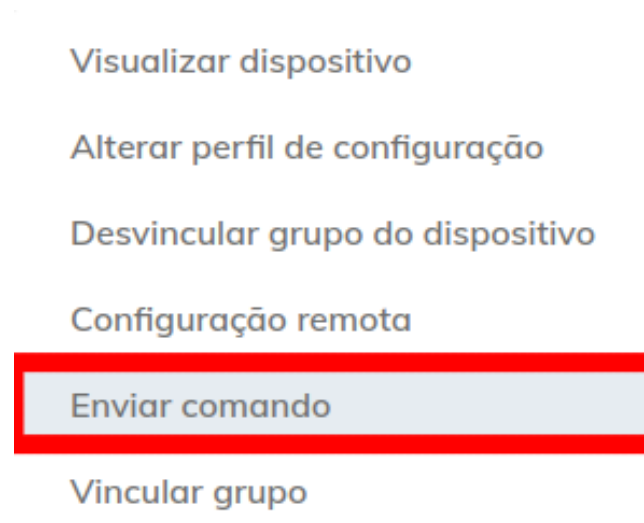 Visualizar dispositivo
Alterar perfil de configuração
Desvincular grupo do dispositivo
Configuração remota
Enviar comando
Vincular grupo